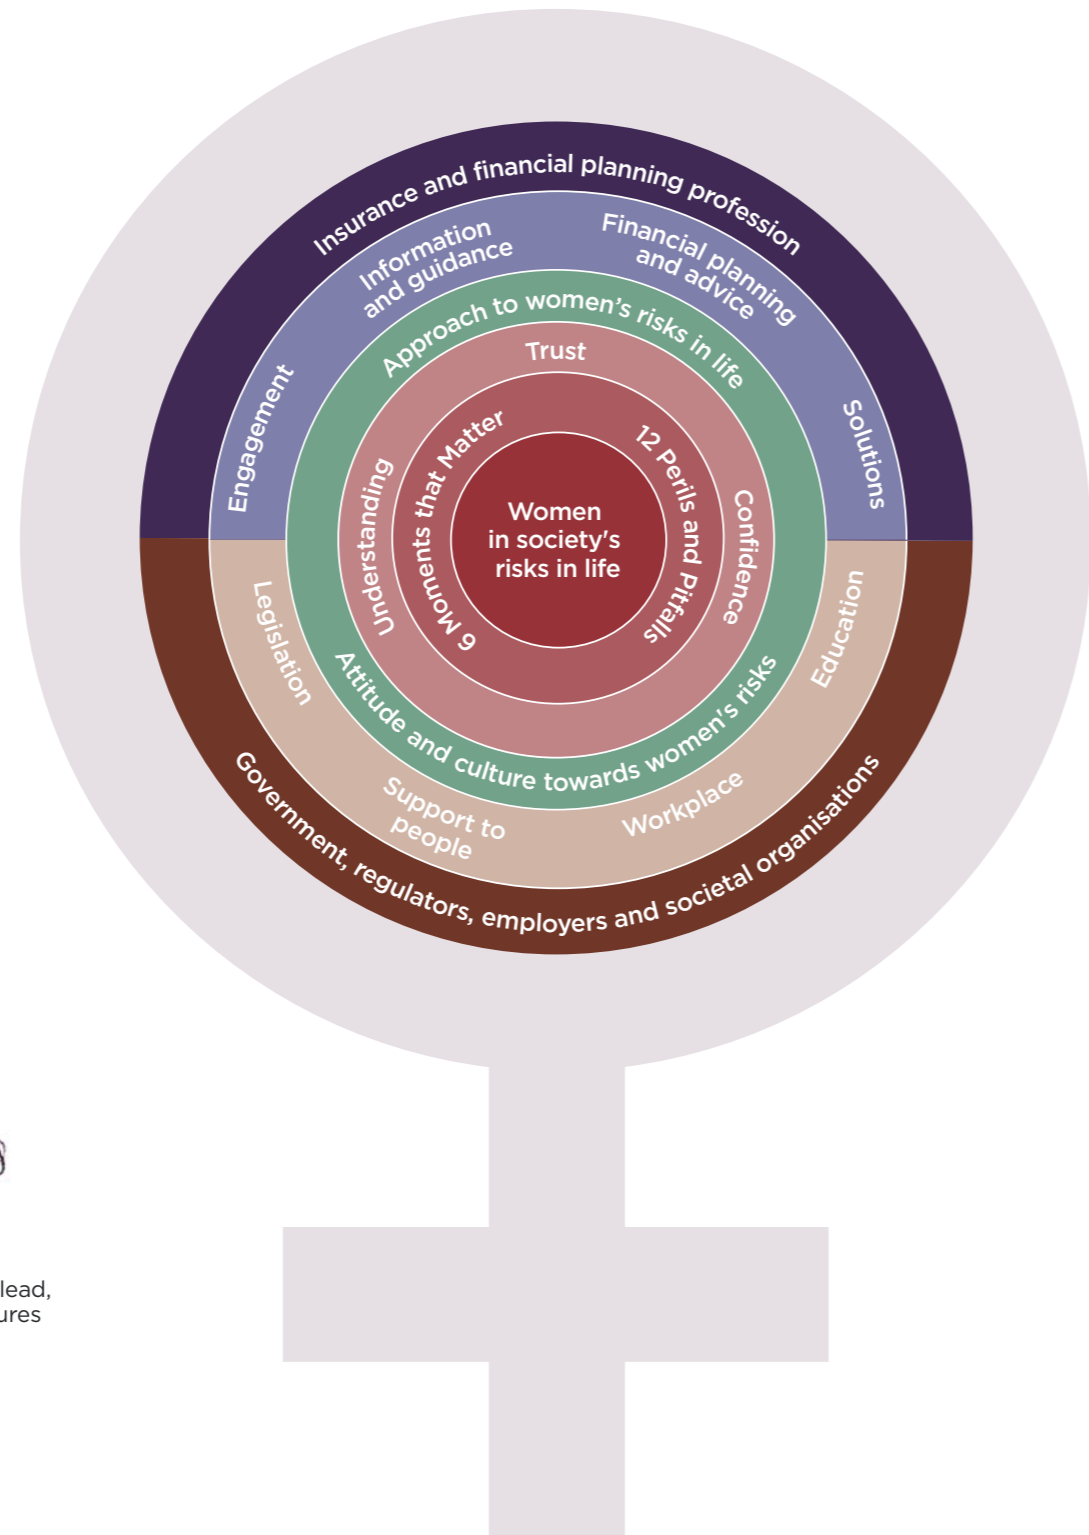 Insurance and financial planning profession
Engagement
Information
and guidance
Financial planning
and advice
Solutions
Approach to women's risks in life
Trust
Understanding
Confidence
6 Moments that Matter
12 Perils and Pitfalls
Women
in society's
risks in life
Attitude and culture towards women's risks
Legislation
Support to
people
Workplace
Education
Government, regulators, employers and societal organisations
lead,